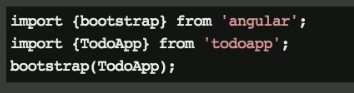 import {bootstrap} from 'angular';
import {TodoApp} from 'todoapp';
bootstrap(TodoApp);